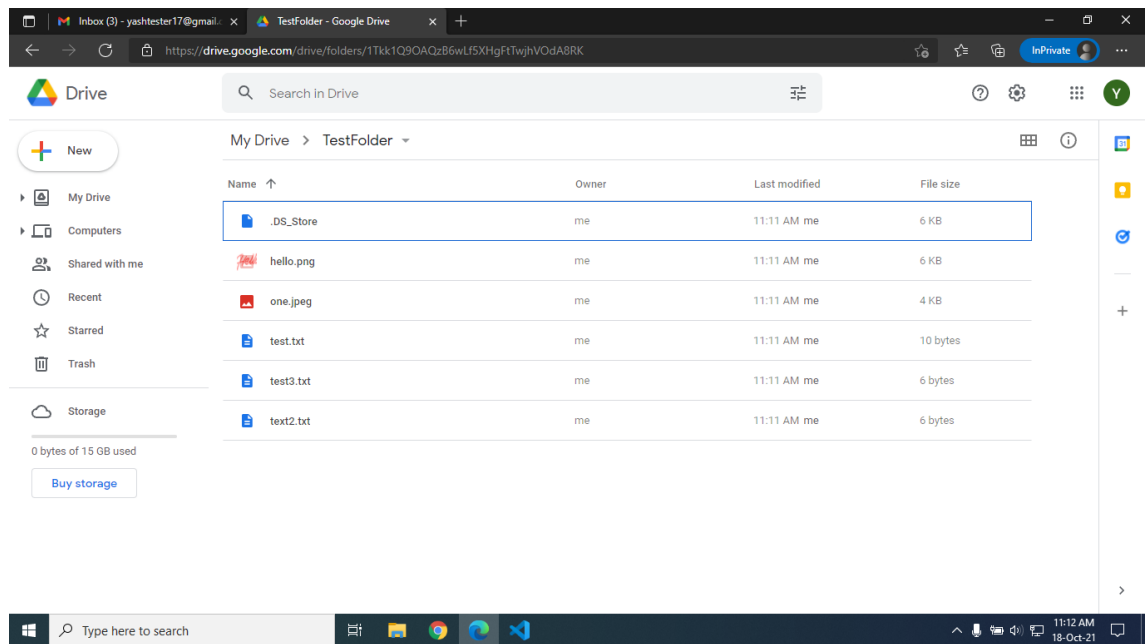 Inbox (3) - yashtester17@gmail.c
TestFolder - Google Drive
https://drive.google.com/drive/folders/1Tkk1Q9OAQzB6wLf5XHgFtTwjhVOdA8RK
InPrivate
Drive
Search in Drive
Y
New
My Drive > TestFolder
31
Name Owner Last modified File size
My Drive
.DS_Store me 11:11 AM me 6 KB
Computers
hello.png me 11:11 AM me 6 KB
Shared with me
one.jpeg me 11:11 AM me 4 KB
Recent
test.txt me 11:11 AM me 10 bytes
Starred
test3.txt me 11:11 AM me 6 bytes
Trash
text2.txt me 11:11 AM me 6 bytes
Storage
0 bytes of 15 GB used
Buy storage
Type here to search
11:12 AM
18-Oct-21